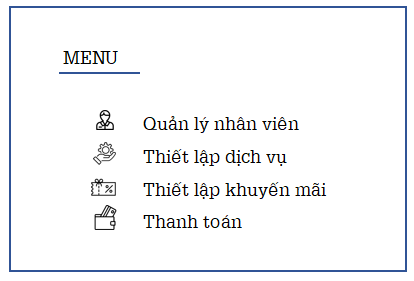 MENU
Quản lý nhân viên
Thiết lập dịch vụ
Thiết lập khuyến mãi
Thanh toán